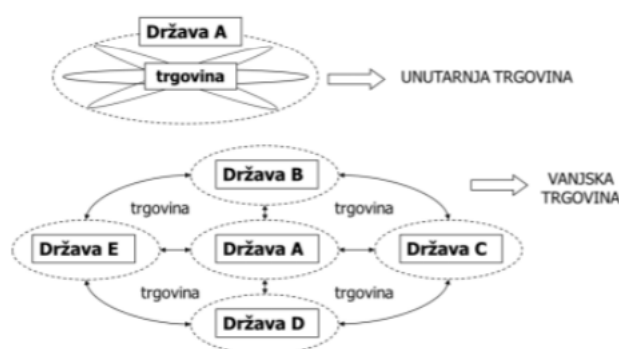 Država A
trgovina
UNUTARNJA TRGOVINA
Država B
VANJSKA
TRGOVINA
trgovina
trgovina
Država E
Država A
Država C
trgovina
trgovina
Država D